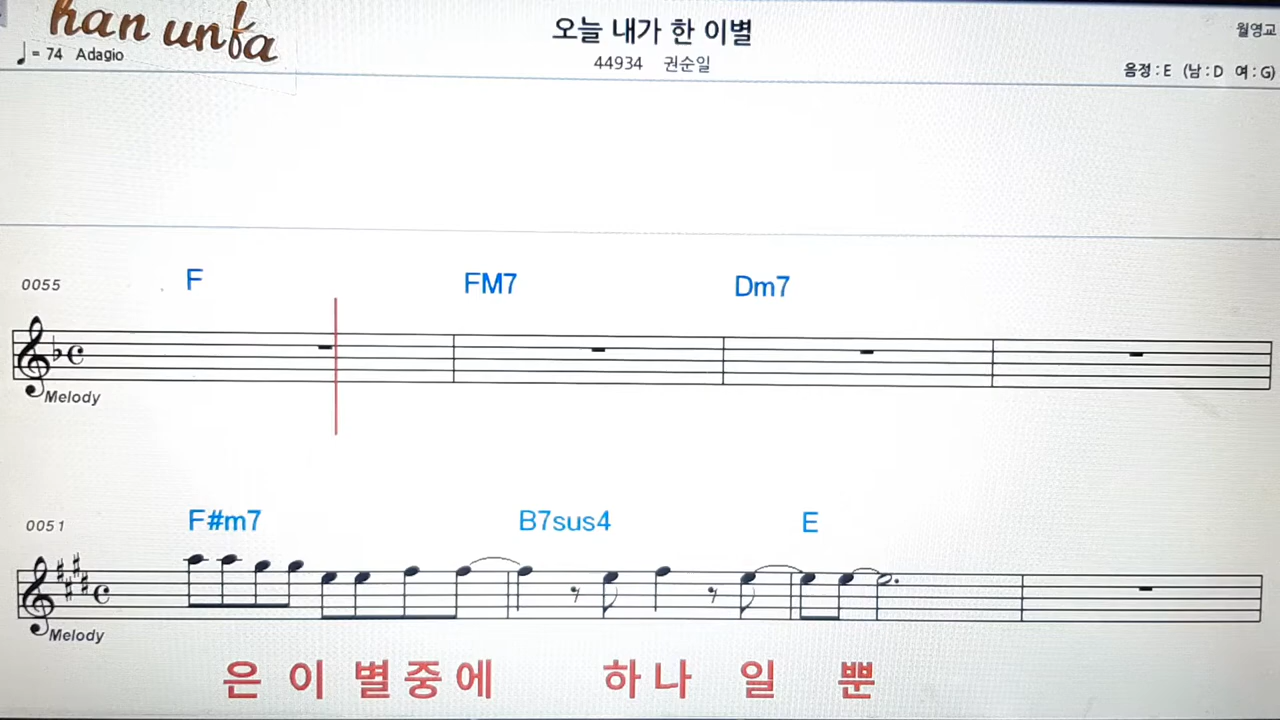 han unfa
♩= 74 Adagio
오늘 내가 한 이별
44934 권순일
월영교
음정 : E (남 : D 여 : G)
0055 F FM7 Dm7
Melody
0051 F#m7 B7sus4 E
Melody
은 이 별 중 에 하 나 일 뿐